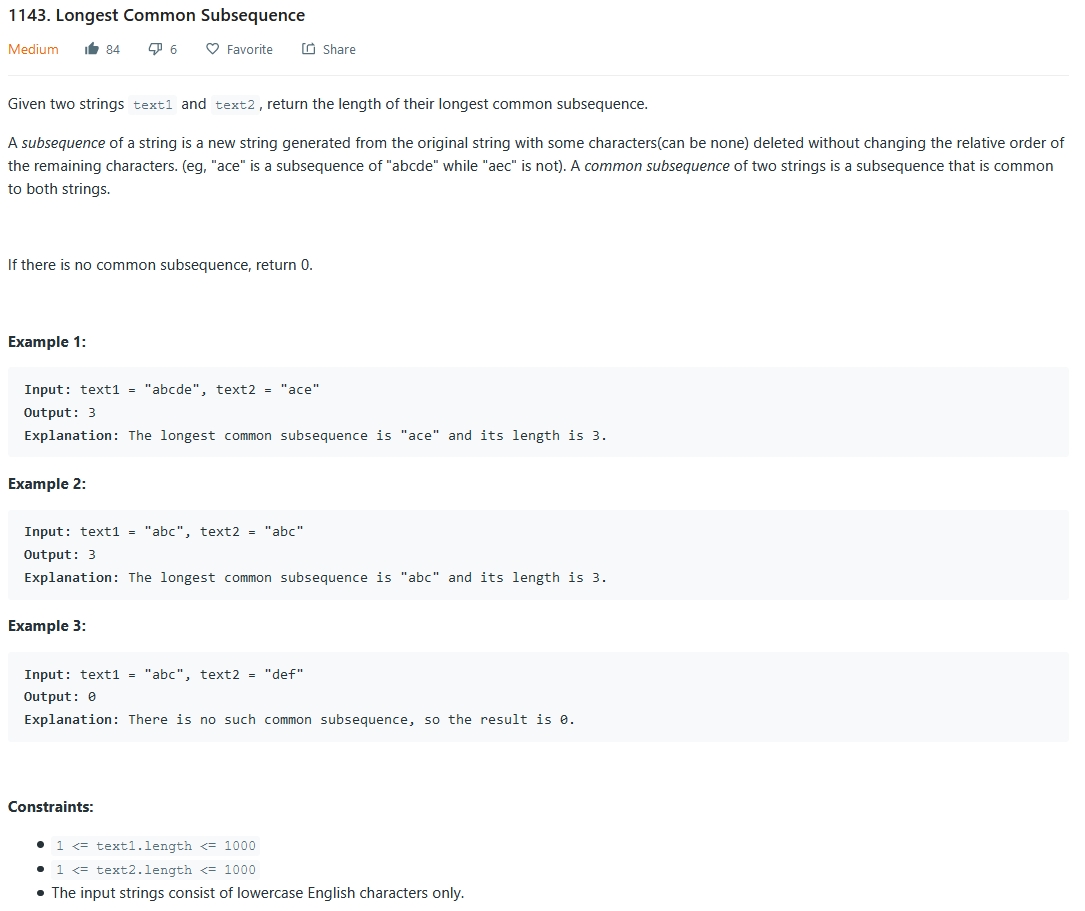 1143. Longest Common Subsequence
Medium 84 6 Favorite Share
Given two strings text1 and text2, return the length of their longest common subsequence.
A subsequence of a string is a new string generated from the original string with some characters(can be none) deleted without changing the relative order of
the remaining characters. (eg, "ace" is a subsequence of "abcde" while "aec" is not). A common subsequence of two strings is a subsequence that is common
to both strings.
If there is no common subsequence, return 0.
Example 1:
Input: text1 = "abcde", text2 = "ace"
Output: 3
Explanation: The longest common subsequence is "ace" and its length is 3.
Example 2:
Input: text1 = "abc", text2 = "abc"
Output: 3
Explanation: The longest common subsequence is "abc" and its length is 3.
Example 3:
Input: text1 = "abc", text2 = "def"
Output: 0
Explanation: There is no such common subsequence, so the result is 0.
Constraints:
• 1 <= text1.length <= 1000
• 1 <= text2.length <= 1000
• The input strings consist of lowercase English characters only.